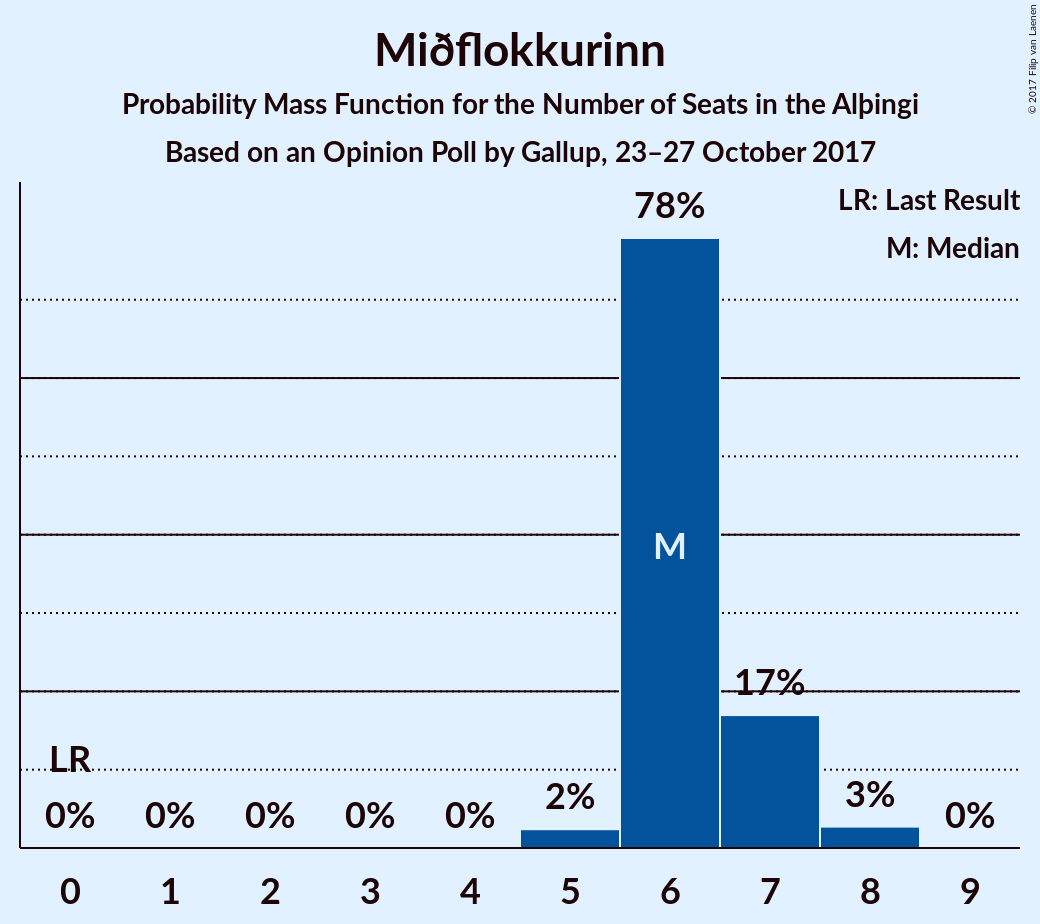 Miðflokkurinn
Probability Mass Function for the Number of Seats in the Alþingi
Based on an Opinion Poll by Gallup, 23–27 October 2017
© 2017 Filip van Laenen
LR: Last Result
M: Median
78%
M
17%
LR
0% 0% 0% 0% 0% 2% 3% 0%
0 1 2 3 4 5 6 7 8 9